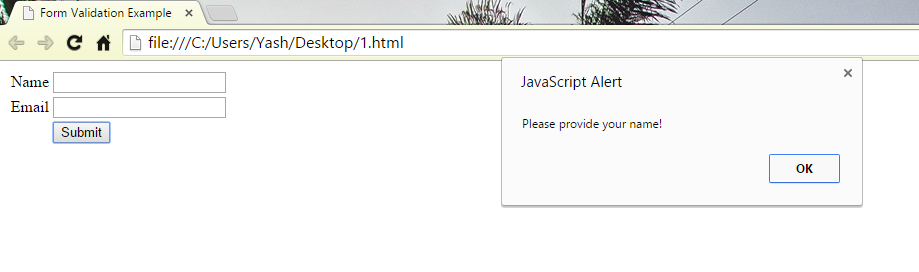 Form Validation Example
file:///C:/Users/Yash/Desktop/1.html
Name
Email
Submit
JavaScript Alert
Please provide your name!
OK